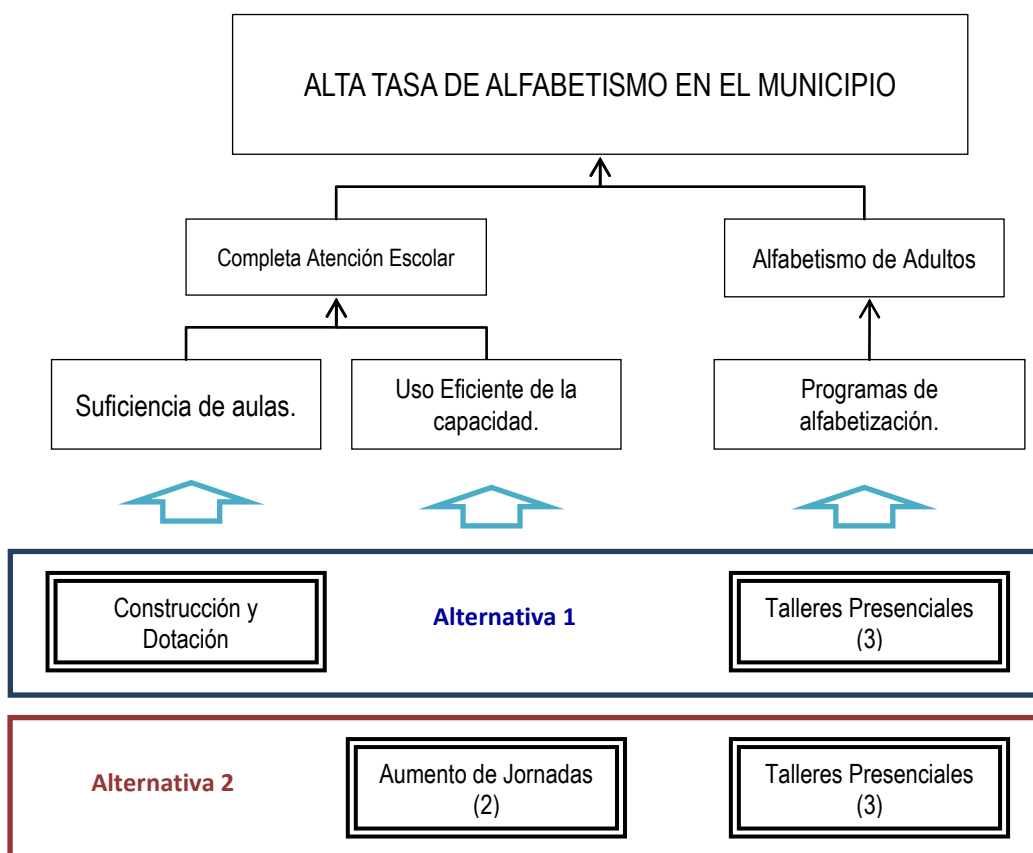 ALTA TASA DE ALFABETISMO EN EL MUNICIPIO
Completa Atención Escolar
Alfabetismo de Adultos
Suficiencia de aulas.
Uso Eficiente de la
capacidad.
Programas de
alfabetización.
Construcción y
Dotación
Alternativa 1
Talleres Presenciales
(3)
Alternativa 2
Aumento de Jornadas
(2)
Talleres Presenciales
(3)